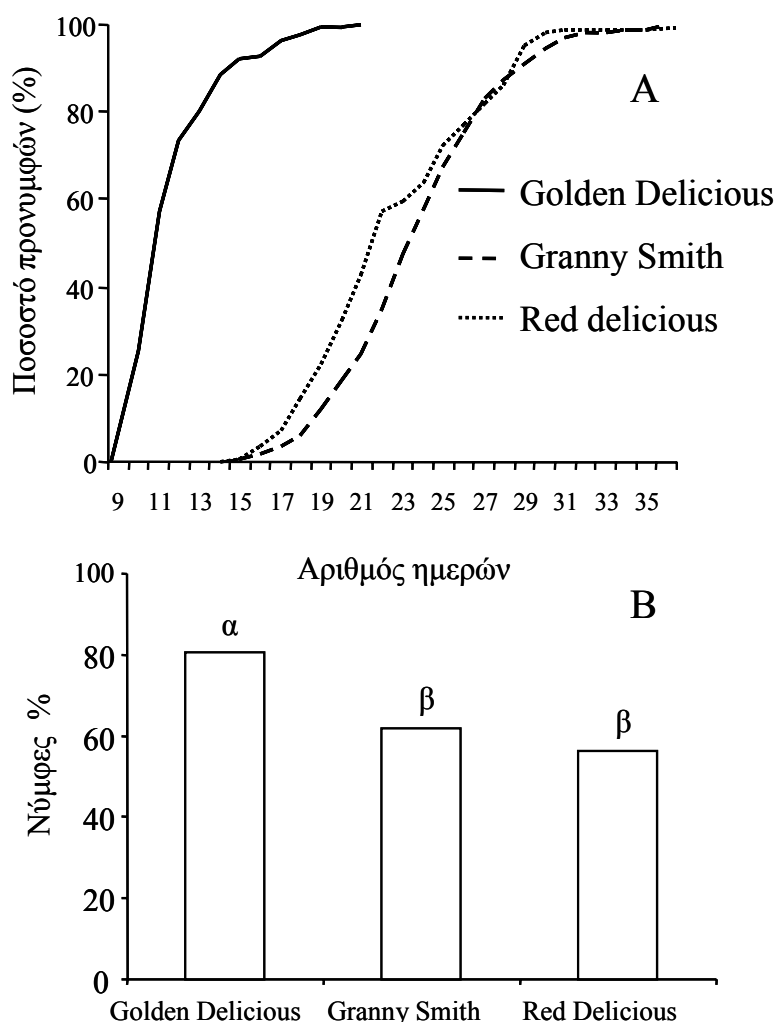 Ποσοστό προνυμφών (%)
100
80
60
40
20
0
A
Golden Delicious
Granny Smith
Red delicious
9 11 13 15 17 19 21 23 25 27 29 31 33 35
Αριθμός ημερών
Νύμφες %
100
80
60
40
20
0
B
α
β
β
Golden Delicious Granny Smith Red Delicious